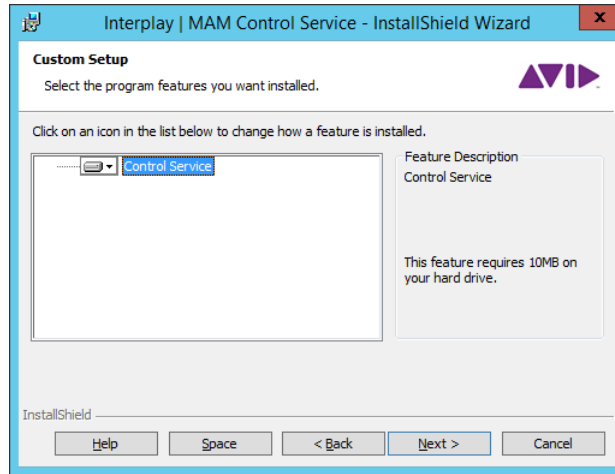 Interplay | MAM Control Service - InstallShield Wizard
x
Custom Setup
Select the program features you want installed.
AVID
Click on an icon in the list below to change how a feature is installed.
Control Service
Feature Description
Control Service
This feature requires 10MB on
your hard drive.
InstallShield
Help
Space
< Back
Next >
Cancel